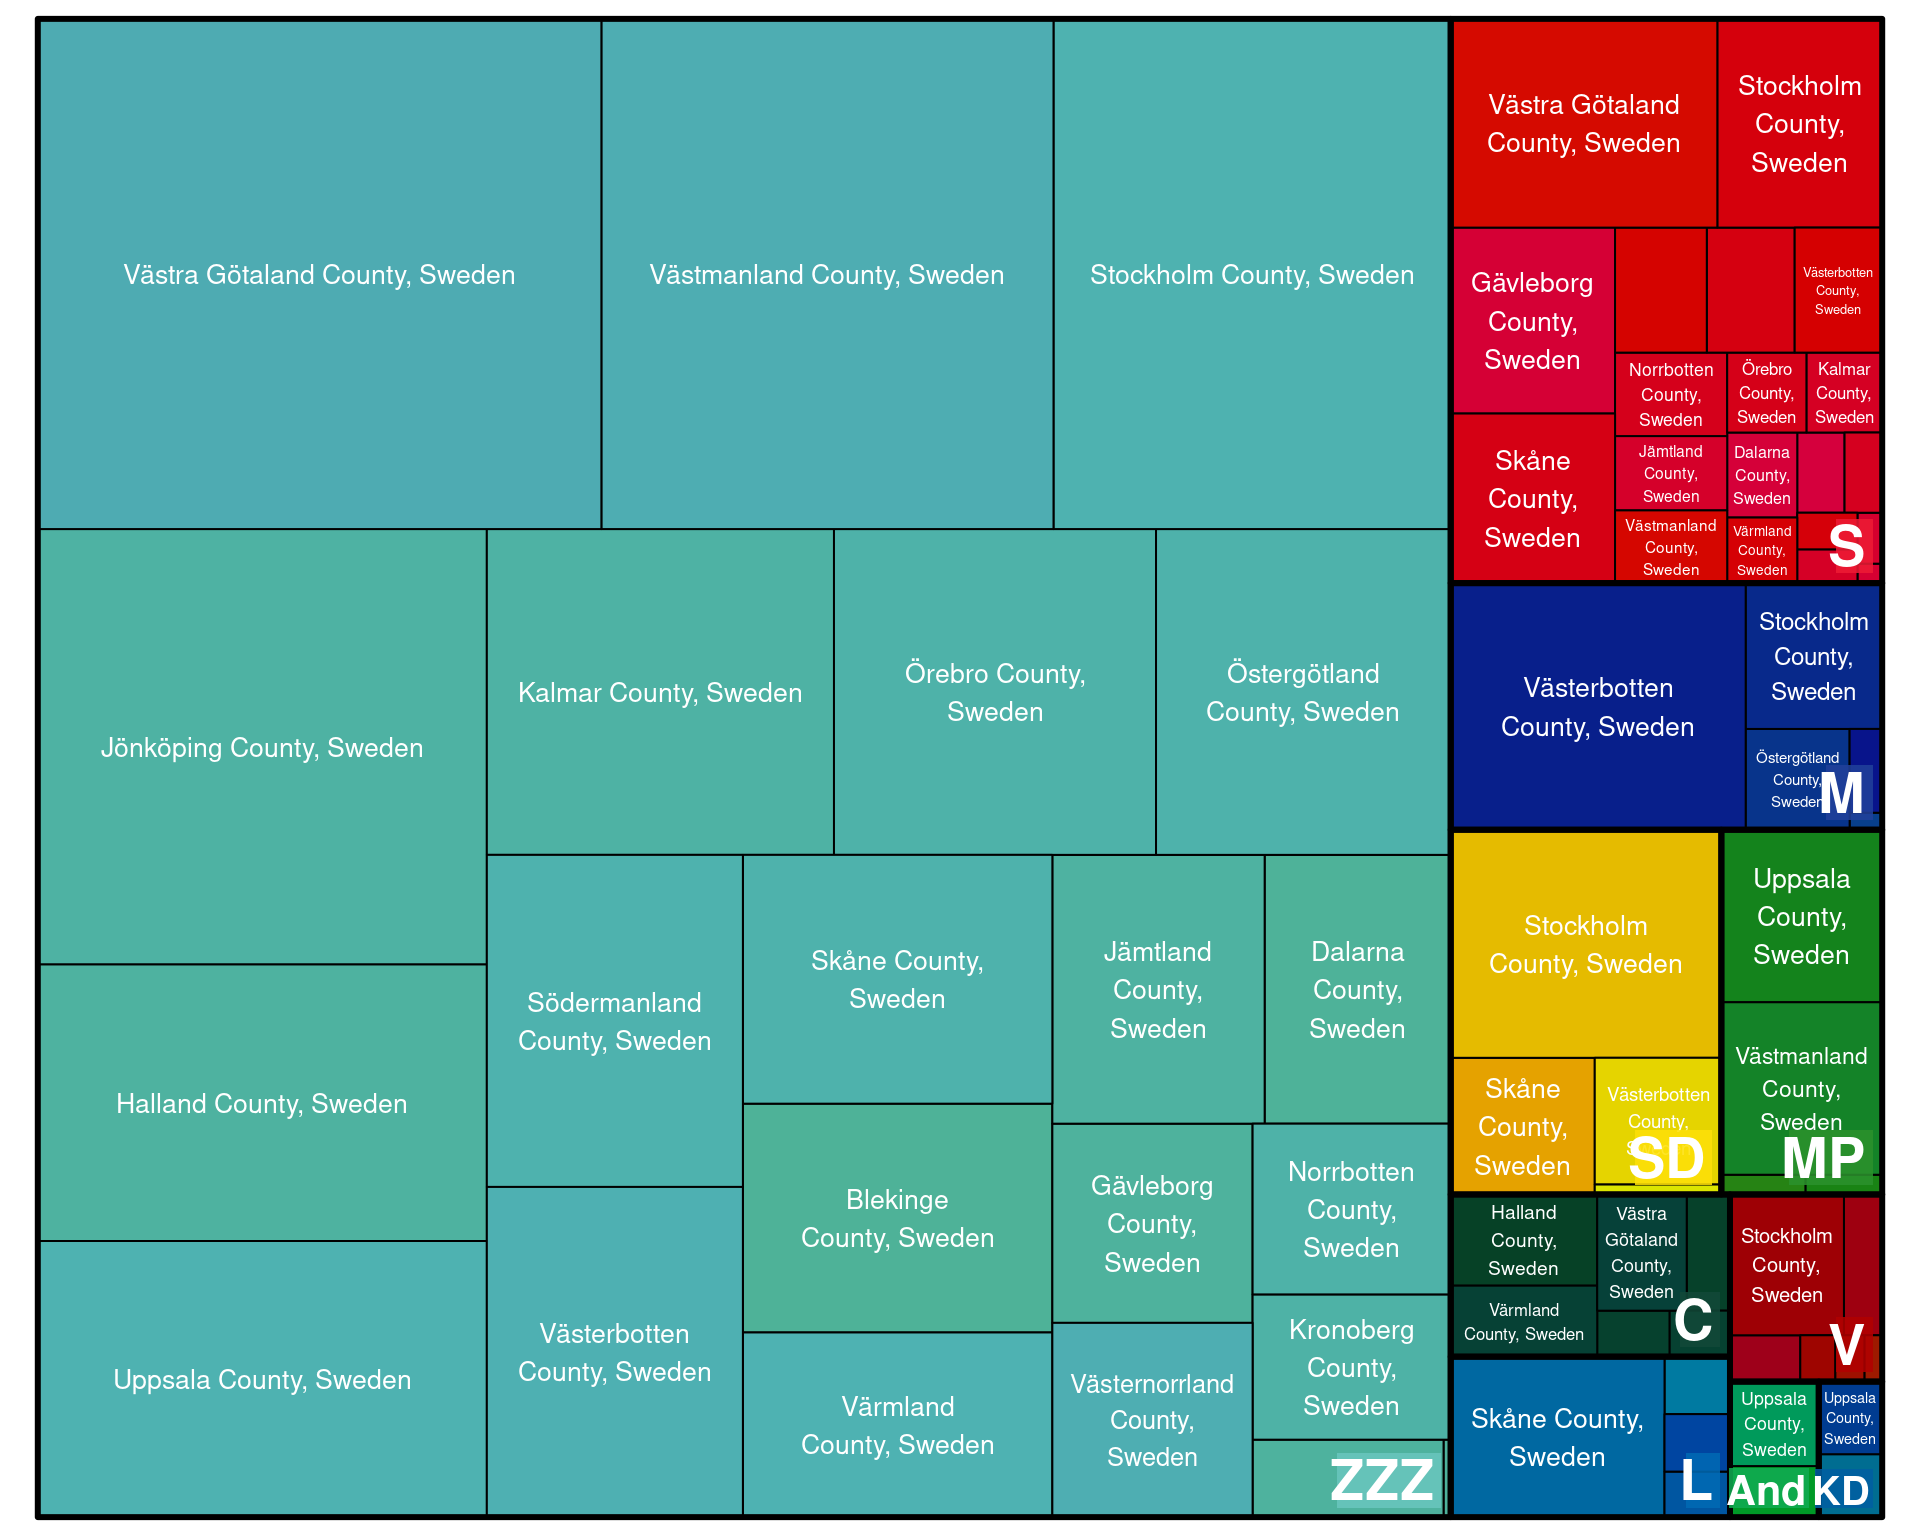 Västra Götaland County, Sweden
Västmanland County, Sweden
Stockholm County, Sweden
Jönköping County, Sweden
Kalmar County, Sweden
Örebro County,
Sweden
Östergötland
County, Sweden
Halland County, Sweden
Uppsala County, Sweden
Södermanland
County, Sweden
Västerbotten
County, Sweden
Skåne County,
Sweden
Blekinge
County, Sweden
Värmland
County, Sweden
Jämtland
County,
Sweden
Dalarna
County,
Sweden
Gävleborg
County,
Sweden
Norrbotten
County,
Sweden
Västernorrland
County,
Sweden
Kronoberg
County,
Sweden
ZZZ
Västra Götaland
County, Sweden
Stockholm
County,
Sweden
Gävleborg
County,
Sweden
Västerbotten
County,
Sweden
Skåne
County,
Sweden
Norrbotten
County,
Sweden
Örebro
County,
Sweden
Kalmar
County,
Sweden
Jämtland
County,
Sweden
Dalarna
County,
Sweden
Västmanland
County,
Sweden
Värmland
County,
Sweden
S
Västerbotten
County, Sweden
Stockholm
County,
Sweden
Östergötland
County,
Sweden
M
Stockholm
County, Sweden
Skåne
County,
Sweden
Västerbotten
County,
SD
Uppsala
County,
Sweden
Västmanland
County,
Sweden
MP
Halland
County,
Sweden
Västra
Götaland
County,
Sweden
Värmland
County, Sweden
C
Stockholm
County,
Sweden
V
Skåne County,
Sweden
L
Uppsala
County,
Sweden
And
Uppsala
County,
Sweden
KD